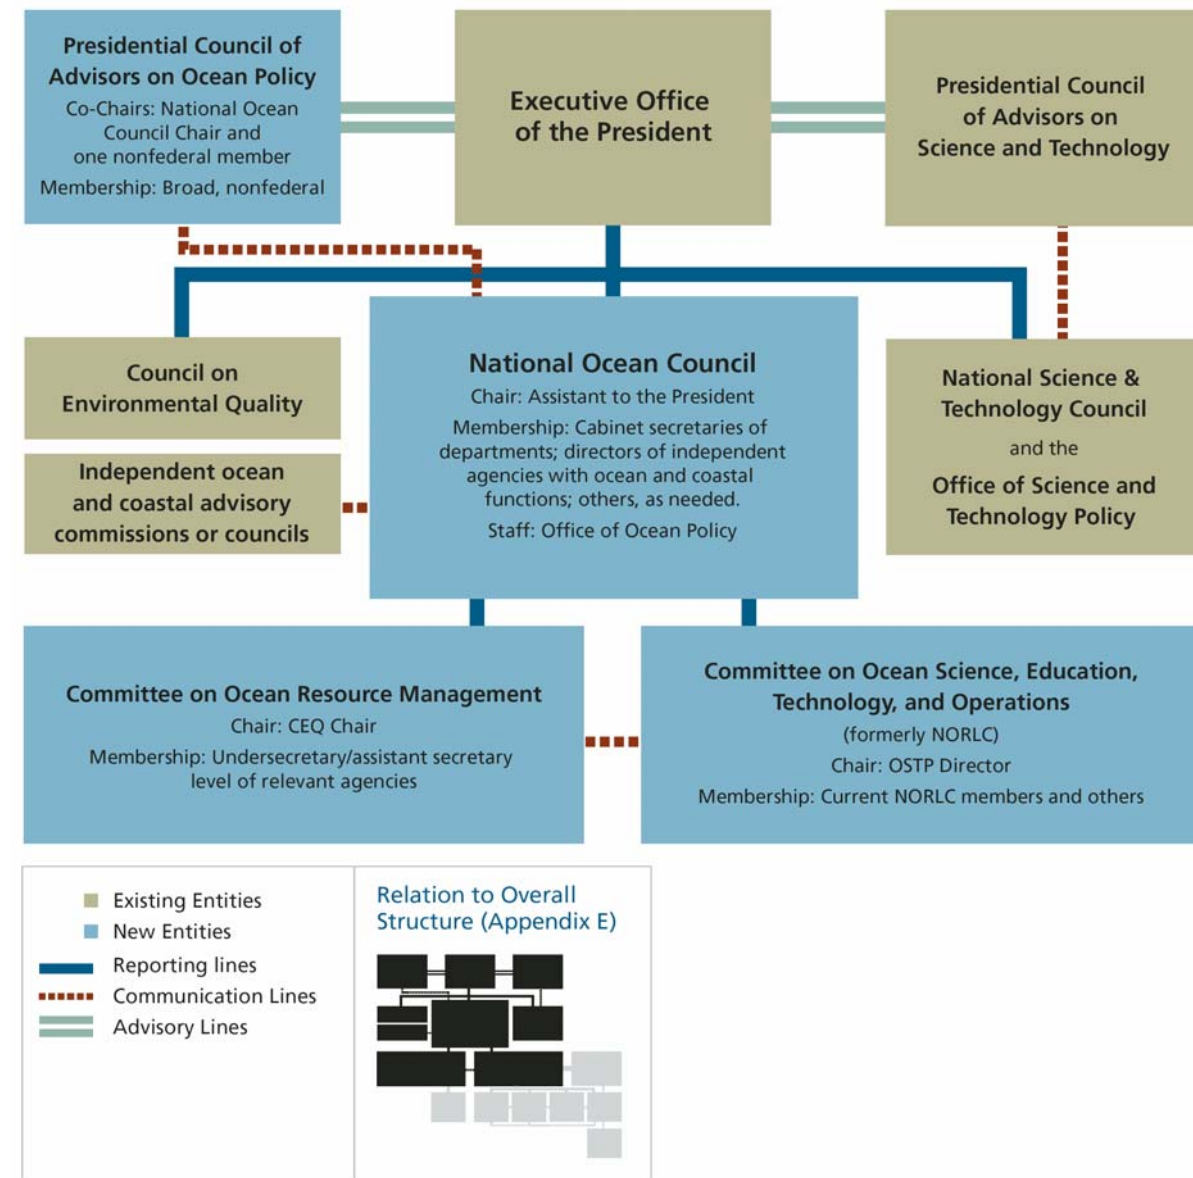 Presidential Council of
Advisors on Ocean Policy
Co-Chairs: National Ocean
Council Chair and
one nonfederal member
Membership: Broad, nonfederal
Executive Office
of the President
Presidential Council
of Advisors on
Science and Technology
Council on
Environmental Quality
Independent ocean
and coastal advisory
commissions or councils
National Ocean Council
Chair: Assistant to the President
Membership: Cabinet secretaries of
departments; directors of independent
agencies with ocean and coastal
functions; others, as needed.
Staff: Office of Ocean Policy
National Science &
Technology Council
and the
Office of Science and
Technology Policy
Committee on Ocean Resource Management
Chair: CEQ Chair
Membership: Undersecretary/assistant secretary
level of relevant agencies
Committee on Ocean Science, Education,
Technology, and Operations
(formerly NORLC)
Chair: OSTP Director
Membership: Current NORLC members and others
Existing Entities
New Entities
Reporting lines
Communication Lines
Advisory Lines
Relation to Overall
Structure (Appendix E)